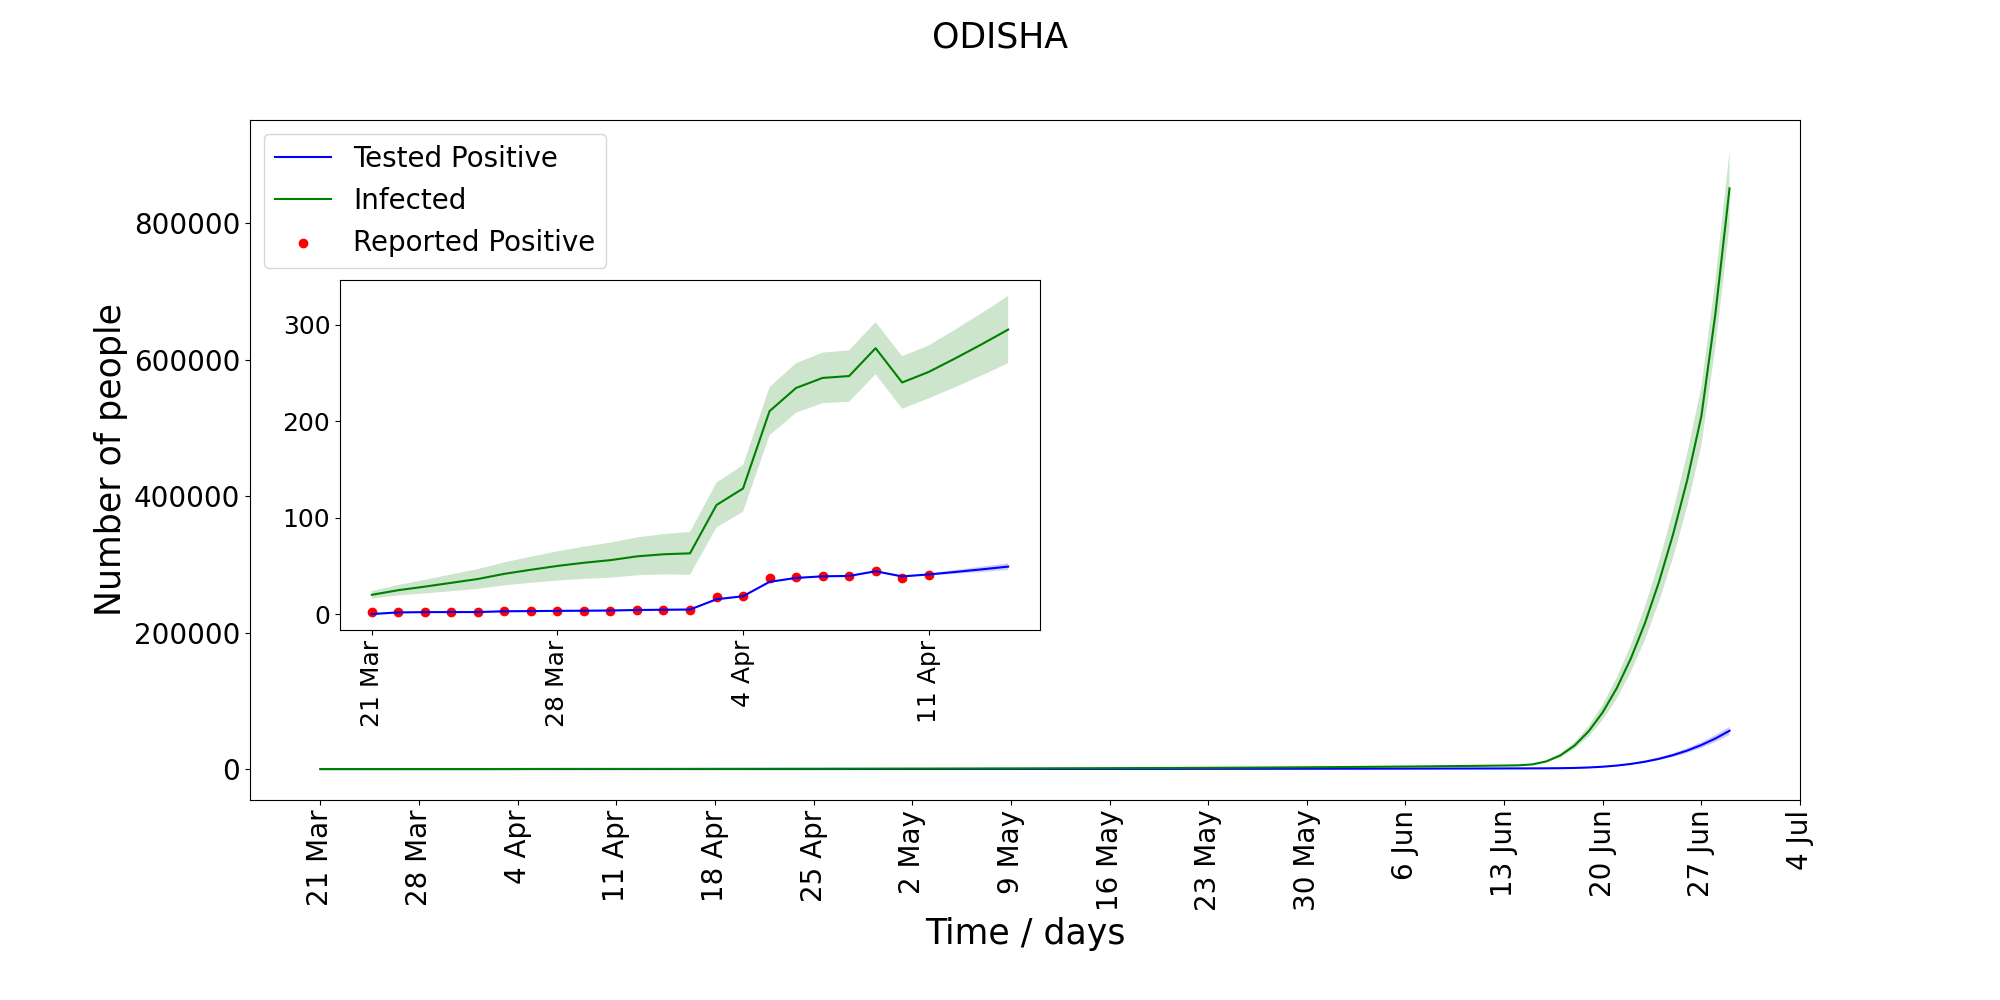 ODISHA
Tested Positive
Infected
Reported Positive
Number of people
800000
600000
400000
200000
0
300
200
100
0
21 Mar
28 Mar
4 Apr
11 Apr
21 Mar
28 Mar
4 Apr
11 Apr
18 Apr
25 Apr
2 May
9 May
16 May
23 May
30 May
6 Jun
13 Jun
20 Jun
27 Jun
4 Jul
Time / days